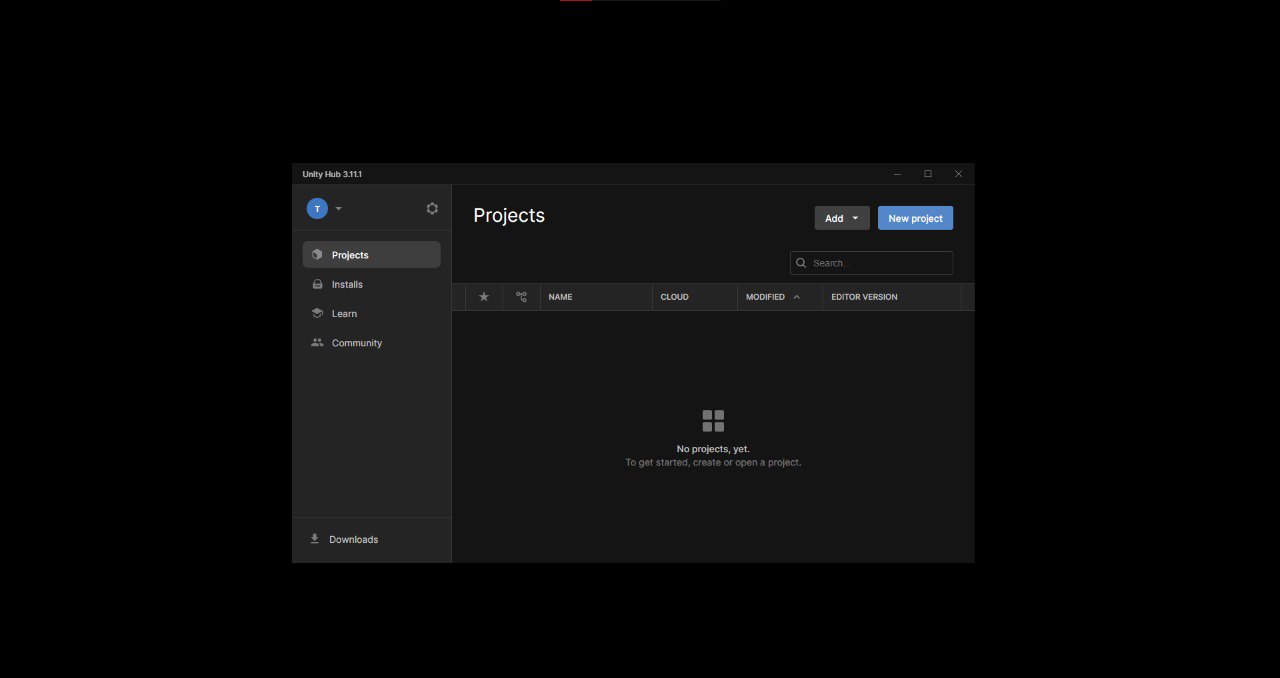 Unity Hub 3.11.1
T
Projects
Installs
Learn
Community
Downloads
Projects
Add
New project
Search...
NAME CLOUD MODIFIED EDITOR VERSION
No projects, yet.
To get started, create or open a project.